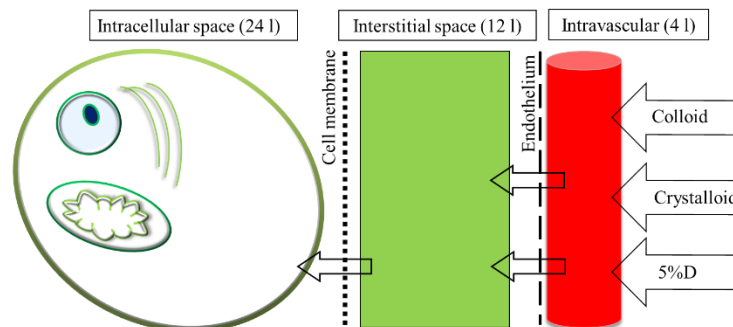 Intracellular space (24 l)
Interstitial space (12 l)
Intravascular (4 l)
Cell membrane
Endothelium
Colloid
Crystalloid
5%D